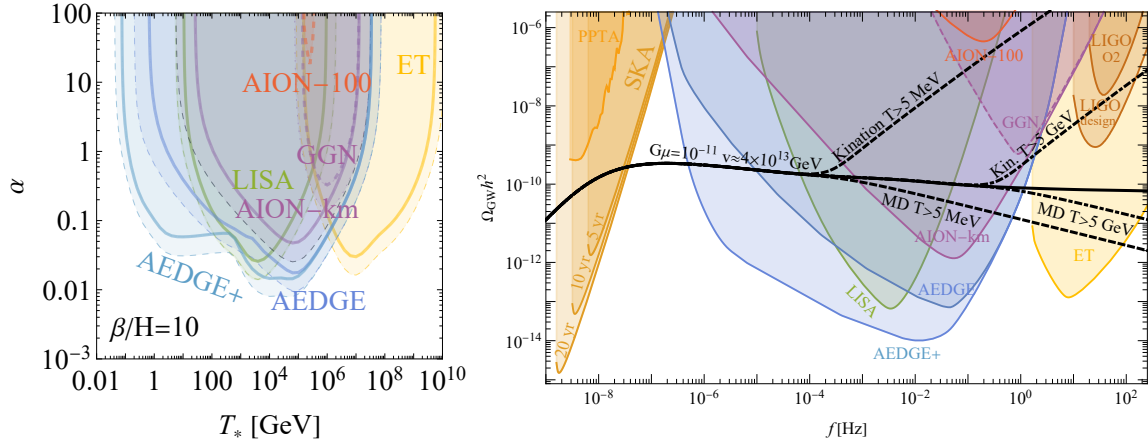 100
10
1
0.1
0.01
10⁻³
α
0.01
1
100
10⁴
10⁶
10⁸
10¹⁰
T* [GeV]
AION-100
ET
GGN
LISA
AION-km
AEDGE+
AEDGE
β/H=10
10⁻⁶
10⁻⁸
10⁻¹⁰
10⁻¹²
10⁻¹⁴
Ω_GW h²
10⁻⁸
10⁻⁶
10⁻⁴
10⁻²
10⁰
10²
f [Hz]
PPTA
SKA
20 yr
10 yr
<5 yr
Gμ=10⁻¹¹ v≈4×10¹³GeV
Kination T>5 MeV
AION-100
LIGO
O2
LIGO
design
GGN
Kin. T>5 GeV
MD T>5 MeV
MD T>5 GeV
AION-km
ET
LISA
AEDGE
AEDGE+